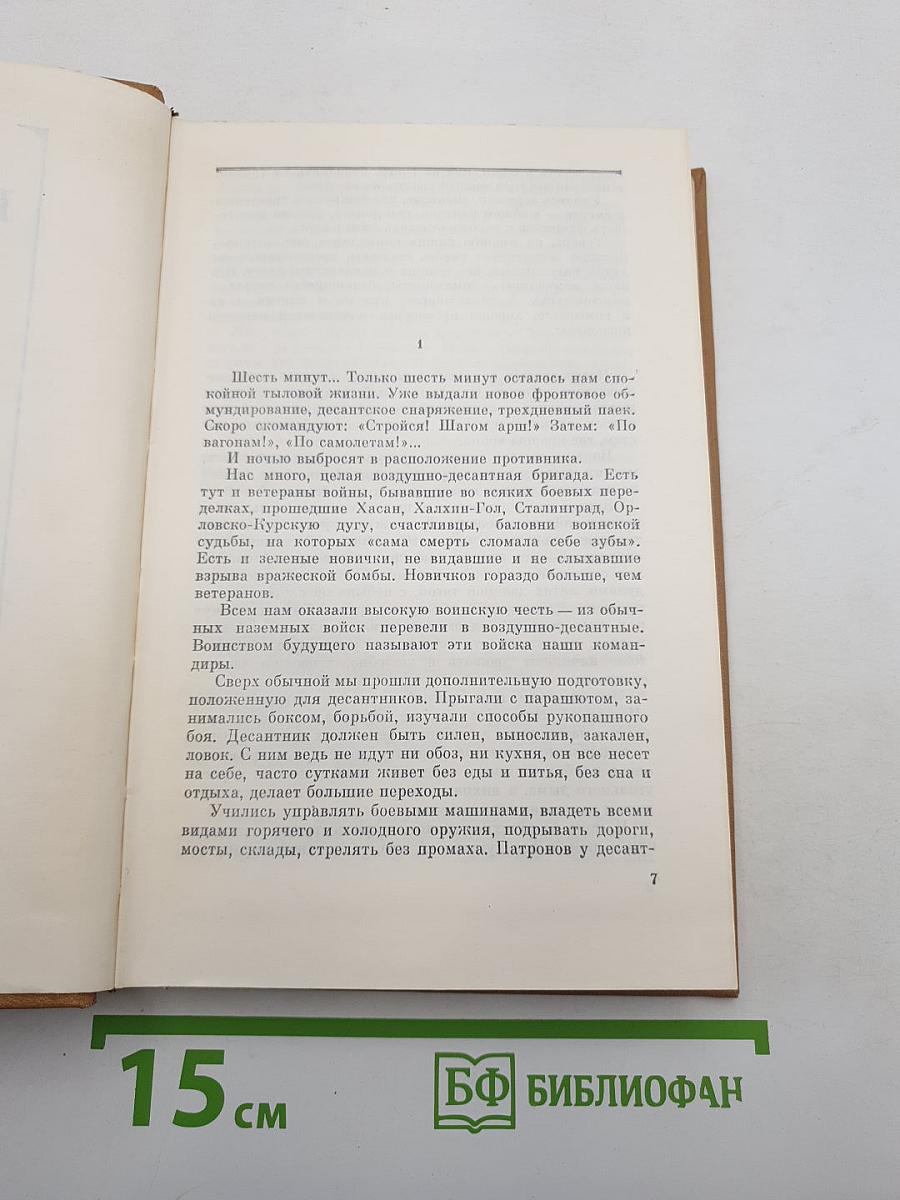 1
Шесть минут... Только шесть минут осталось нам спо-
койной тыловой жизни. Уже выдали новое фронтовое об-
мундирование, десантское снаряжение, трехдневный паек.
Скоро скомандуют: «Стройся! Шагом арш!» Затем: «По
вагонам!», «По самолетам!»...
И ночью выбросят в расположение противника.
Нас много, целая воздушно-десантная бригада. Есть
тут и ветераны войны, бывавшие во всяких боевых пере-
делках, прошедшие Хасан, Халхин-Гол, Сталинград, Ор-
ловско-Курскую дугу, счастливцы, баловни воинской
судьбы, на которых «сама смерть сломала себе зубы».
Есть и зеленые новички, не видавшие и не слыхавшие
взрыва вражеской бомбы. Новичков гораздо больше, чем
ветеранов.
Всем нам оказали высокую воинскую честь — из обыч-
ных наземных войск перевели в воздушно-десантные.
Воинством будущего называют эти войска наши коман-
диры.
Сверх обычной мы прошли дополнительную подготовку,
положенную для десантников. Прыгали с парашютом, за-
нимались боксом, борьбой, изучали способы рукопашного
боя. Десантник должен быть силен, вынослив, закален,
ловок. С ним ведь не идут ни обоз, ни кухня, он все несет
на себе, часто сутками живет без еды и питья, без сна и
отдыха, делает большие переходы.
Учились управлять боевыми машинами, владеть всеми
видами горячего и холодного оружия, подрывать дороги,
мосты, склады, стрелять без промаха. Патронов у десант-
7
15 см
БФ БИБЛИОФАН